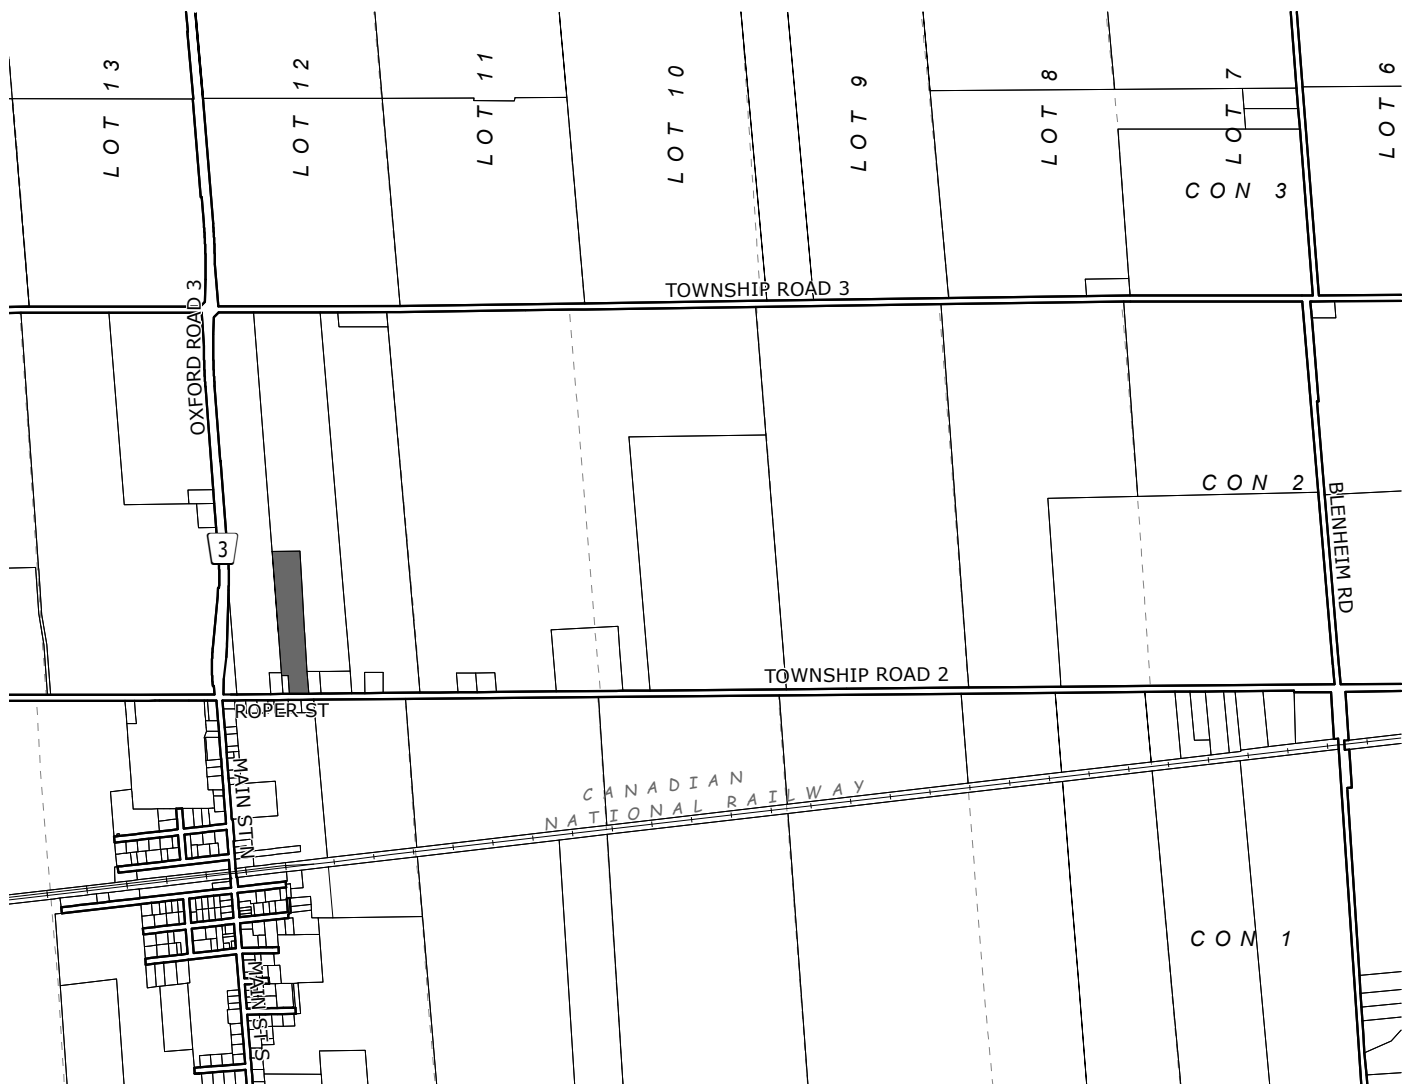 LOT 13
LOT 12
LOT 11
LOT 10
LOT 9
LOT 8
LOT 7
LOT 6
CON 3
TOWNSHIP ROAD 3
OXFORD ROAD 3
CON 2
BLENHEIM RD
3
TOWNSHIP ROAD 2
ROPER ST
MAIN ST N
CANADIAN
NATIONAL RAILWAY
CON 1
MAIN ST S